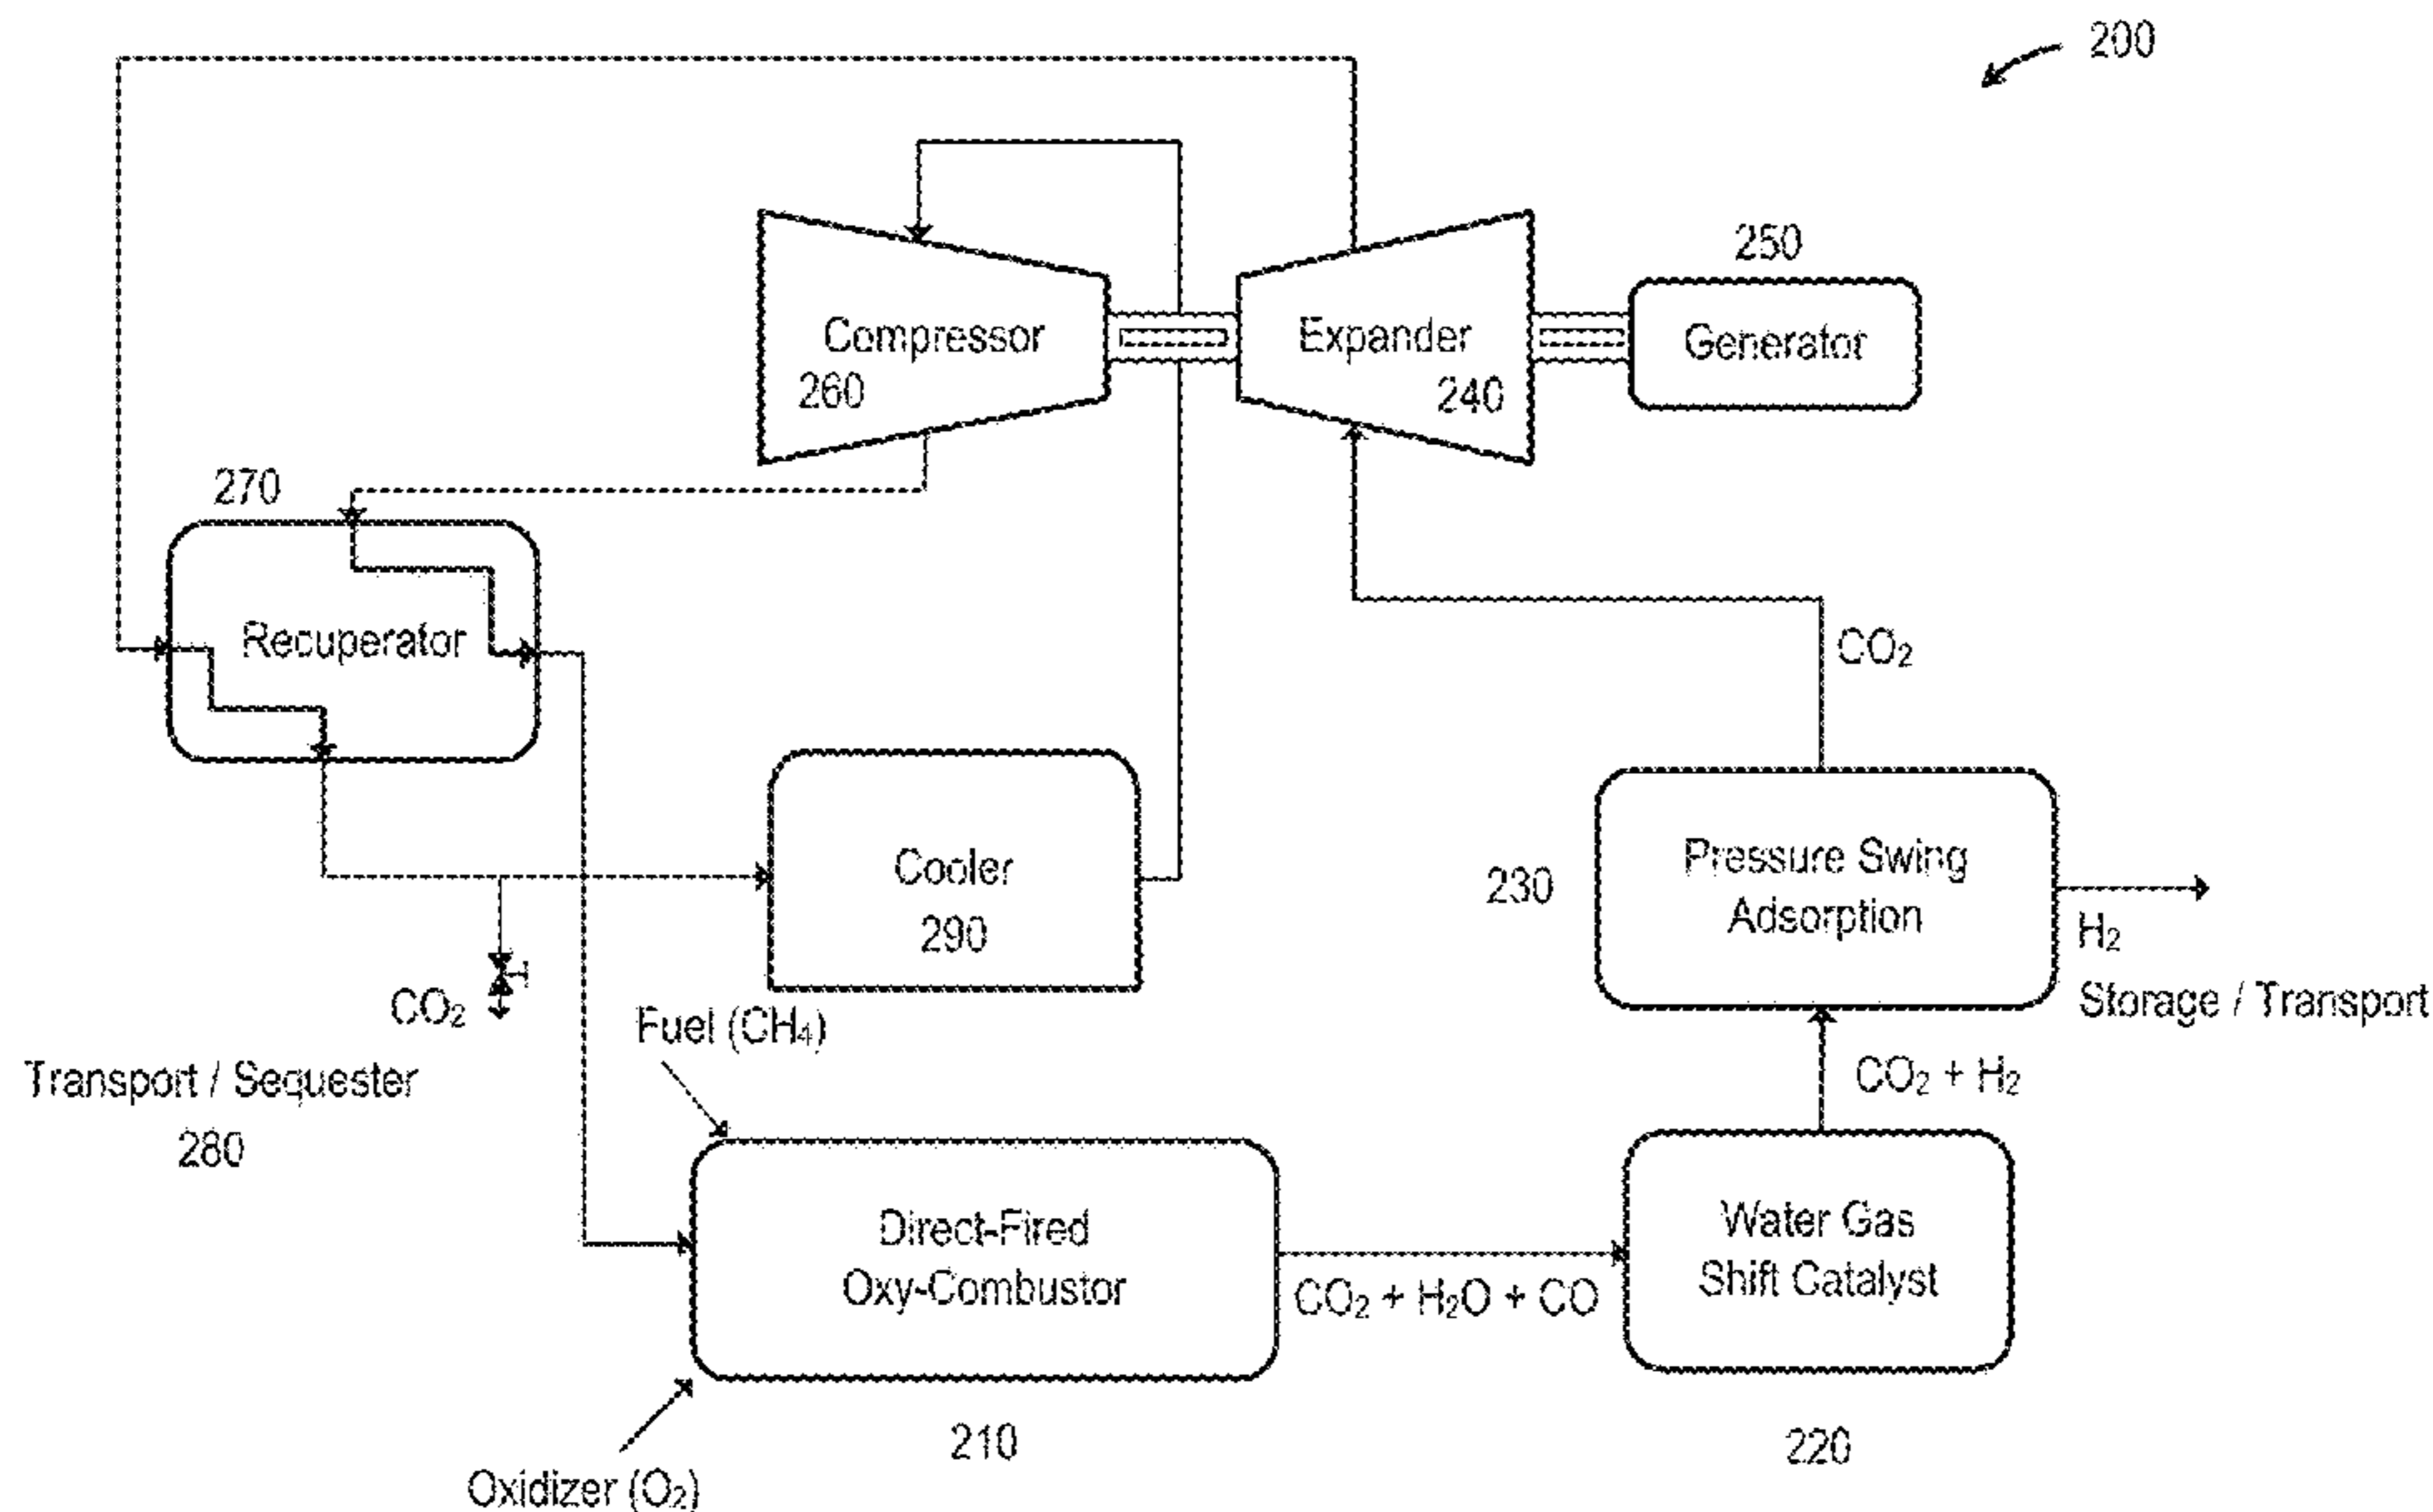 200
250
Compressor
260
Expander
240
Generator
270
Recuperator
CO₂
Cooler
290
230
Pressure Swing
Adsorption
H₂
Storage / Transport
CO₂
Transport / Sequester
280
Fuel (CH₄)
CO₂ + H₂
Direct-Fired
Oxy-Combustor
CO₂ + H₂O + CO
Water Gas
Shift Catalyst
210
220
Oxidizer (O₂)